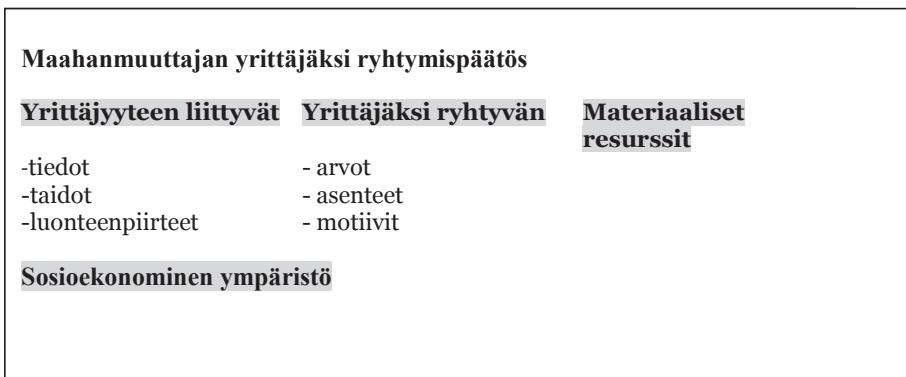 Maahanmuuttajan yrittäjäksi ryhtymispäätös
Yrittäjyyteen liittyvät
-tiedot
-taidot
-luonteenpiirteet
Yrittäjäksi ryhtyvän
- arvot
- asenteet
- motiivit
Materiaaliset
resurssit
Sosioekonominen ympäristö